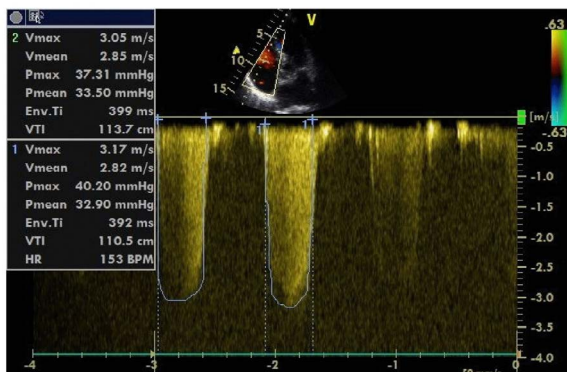 2 Vmax 3.05 m/s
Vmean 2.85 m/s
Pmax 37.31 mmHg
Pmean 33.50 mmHg
Env.Ti 399 ms
VTI 113.7 cm
1 Vmax 3.17 m/s
Vmean 2.82 m/s
Pmax 40.20 mmHg
Pmean 32.90 mmHg
Env.Ti 392 ms
VTI 110.5 cm
HR 153 BPM
V
5
10
15
.63
-.63
[m/s]
1
1
-0.5
-1.0
-1.5
-2.0
-2.5
-3.0
-3.5
-4.0
-4
-3
-2
-1
0